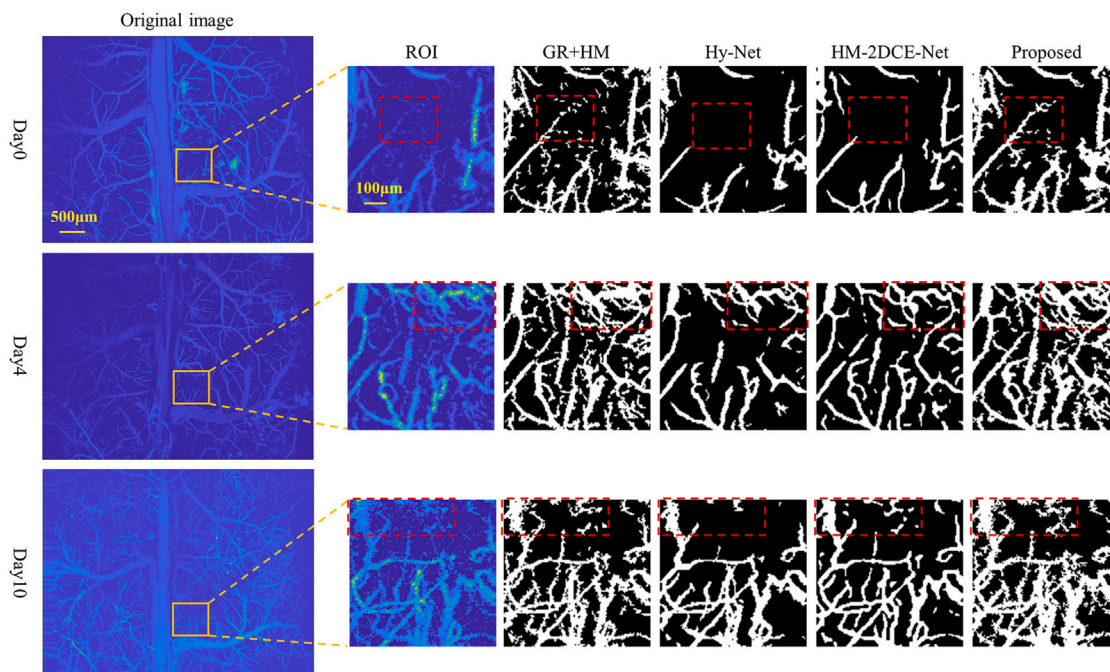 Original image
ROI
GR+HM
Hy-Net
HM-2DCE-Net
Proposed
Day0
500μm
100μm
Day4
Day10